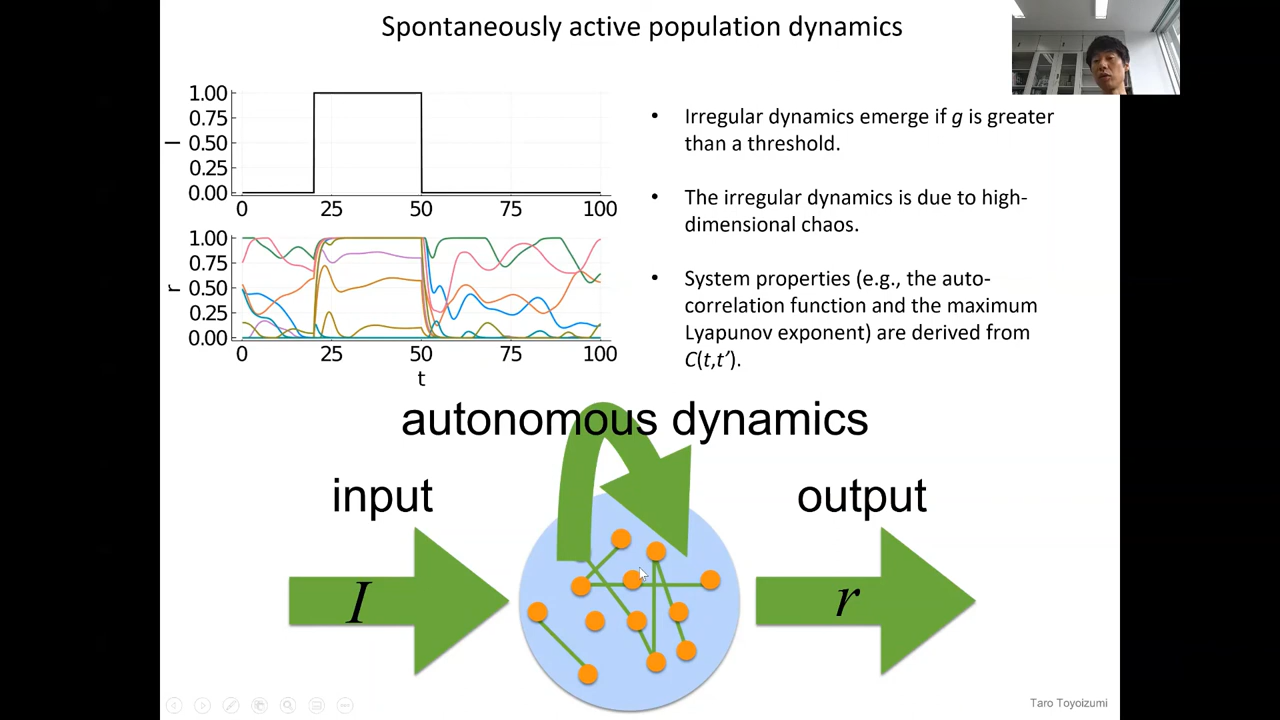 Spontaneously active population dynamics
1.00
0.75
0.50
0.25
0.00
I
0 25 50 75 100
1.00
0.75
0.50
0.25
0.00
r
0 25 50 75 100
t
• Irregular dynamics emerge if g is greater
than a threshold.
• The irregular dynamics is due to high-
dimensional chaos.
• System properties (e.g., the auto-
correlation function and the maximum
Lyapunov exponent) are derived from
C(t,t’).
autonomous dynamics
input
output
I
r
Taro Toyoizumi